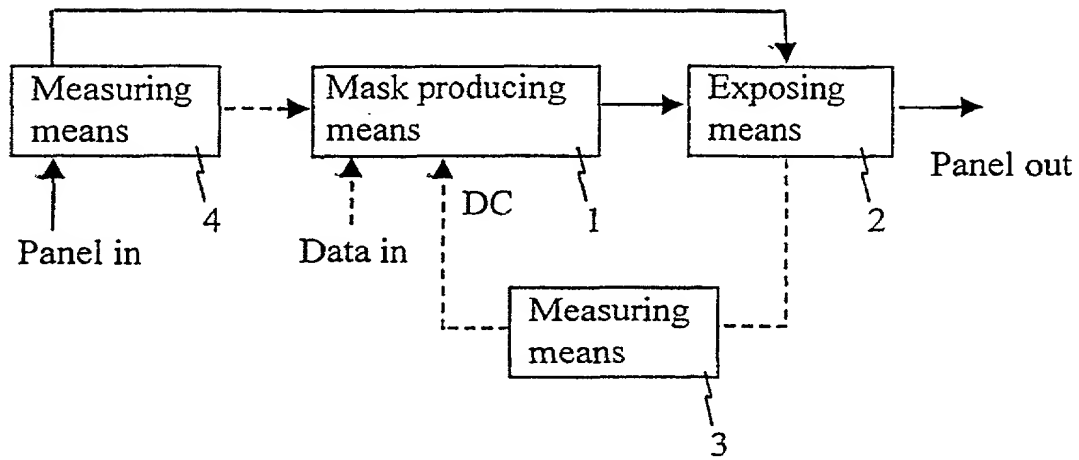 Measuring
means
Mask producing
means
Exposing
means
4
1
2
Panel out
Panel in
Data in
DC
Measuring
means
3